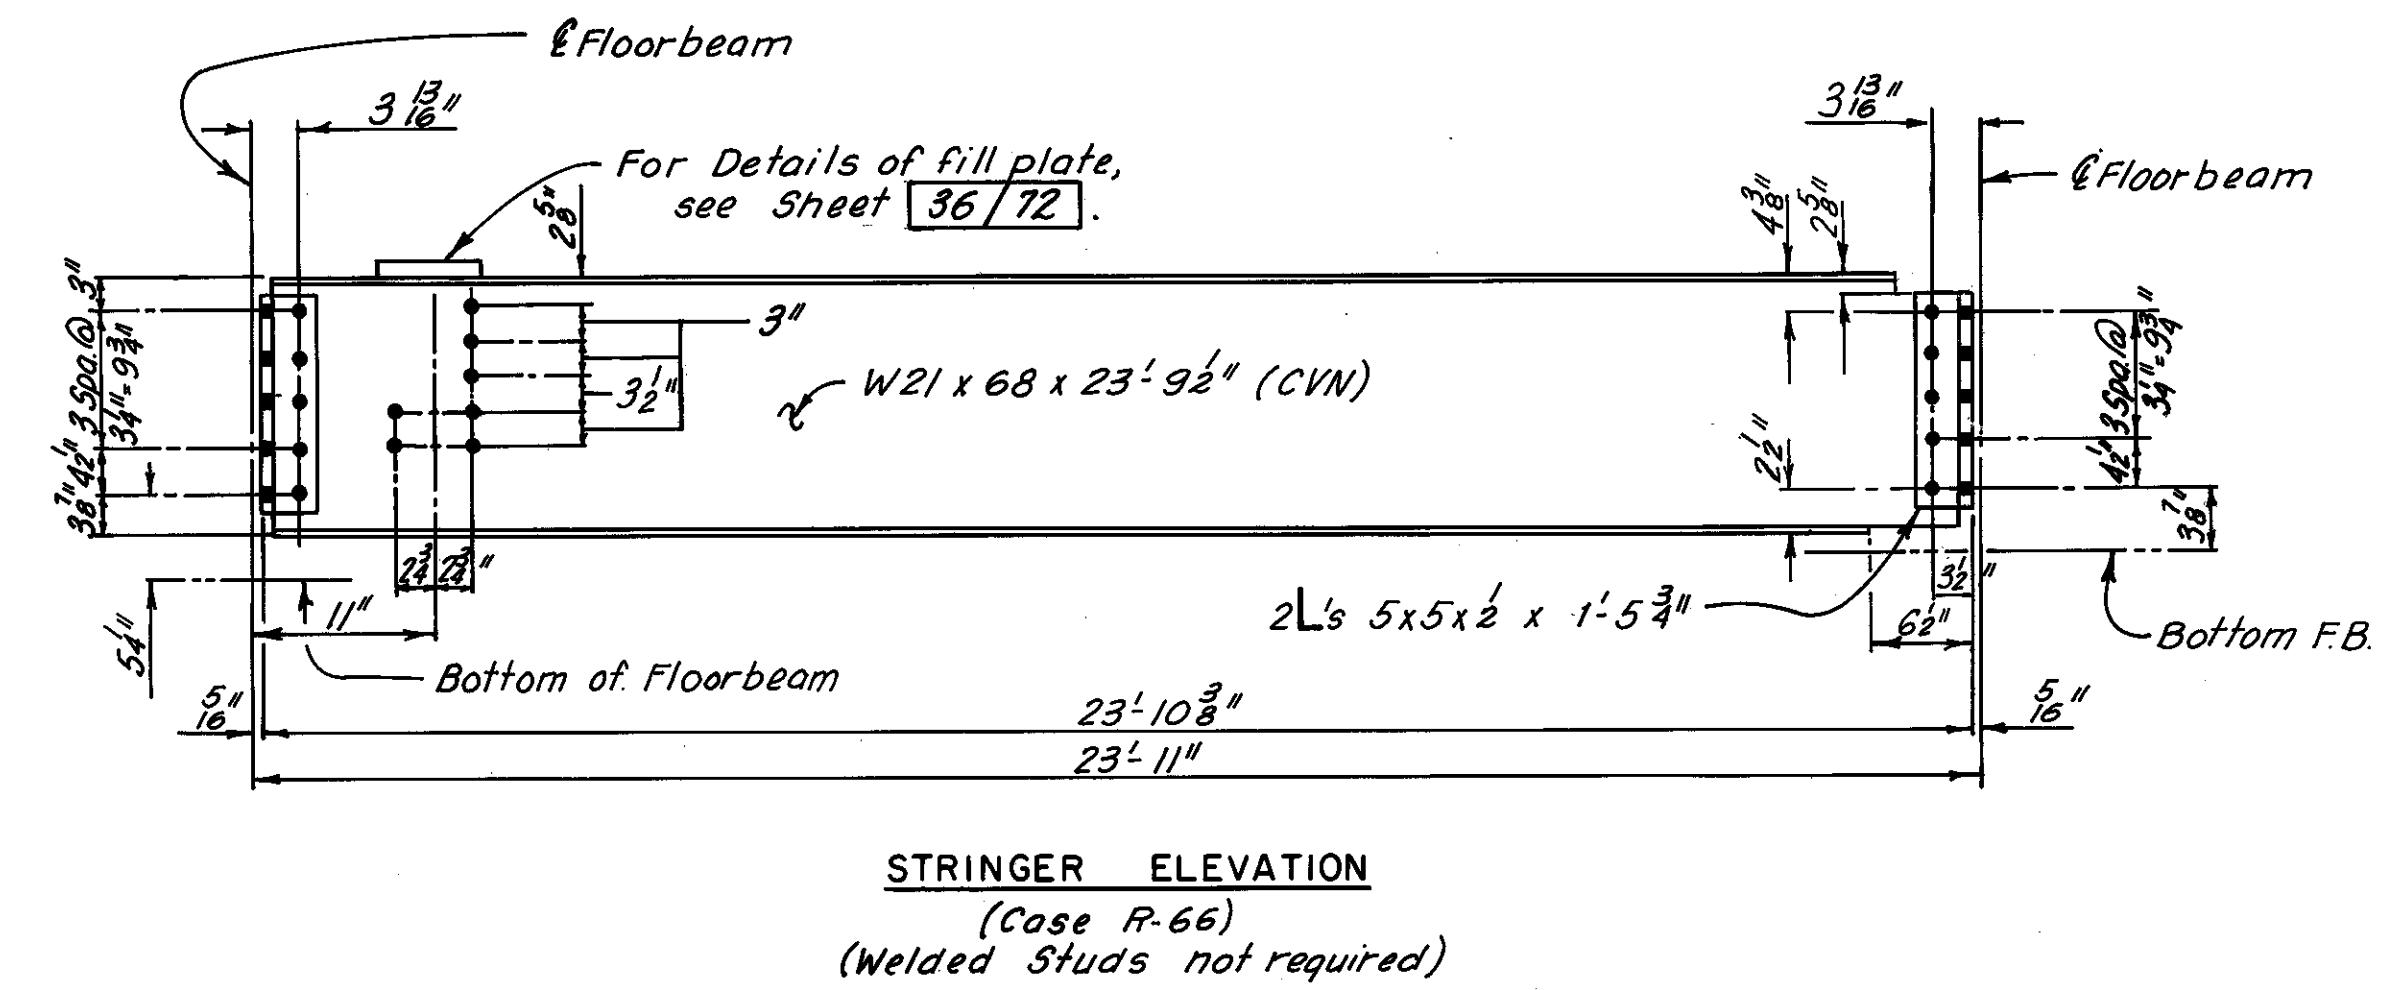 ℄ Floorbeam
3 13/16"
3 13/16"
For Details of fill plate,
see Sheet 36/72.
℄ Floorbeam
2 5/8"
4 3/8"
2 5/8"
3"
3 Spa.@
3 1/4"=9 3/4"
4 1/2"
3 7/8"
3"
3 1/2"
W21 x 68 x 23'-9 1/2" (CVN)
2 1/2"
3 Spa.@
3 1/4"=9 3/4"
4 1/2"
3 7/8"
2 3/4" 2 3/4"
11"
5 1/4"
Bottom of Floorbeam
2L's 5x5x1/2 x 1'-5 3/4"
3 1/2"
6 1/2"
Bottom F.B.
5/16"
23'-10 3/8"
5/16"
23'-11"
STRINGER ELEVATION
(Case R-66)
(Welded Studs not required)